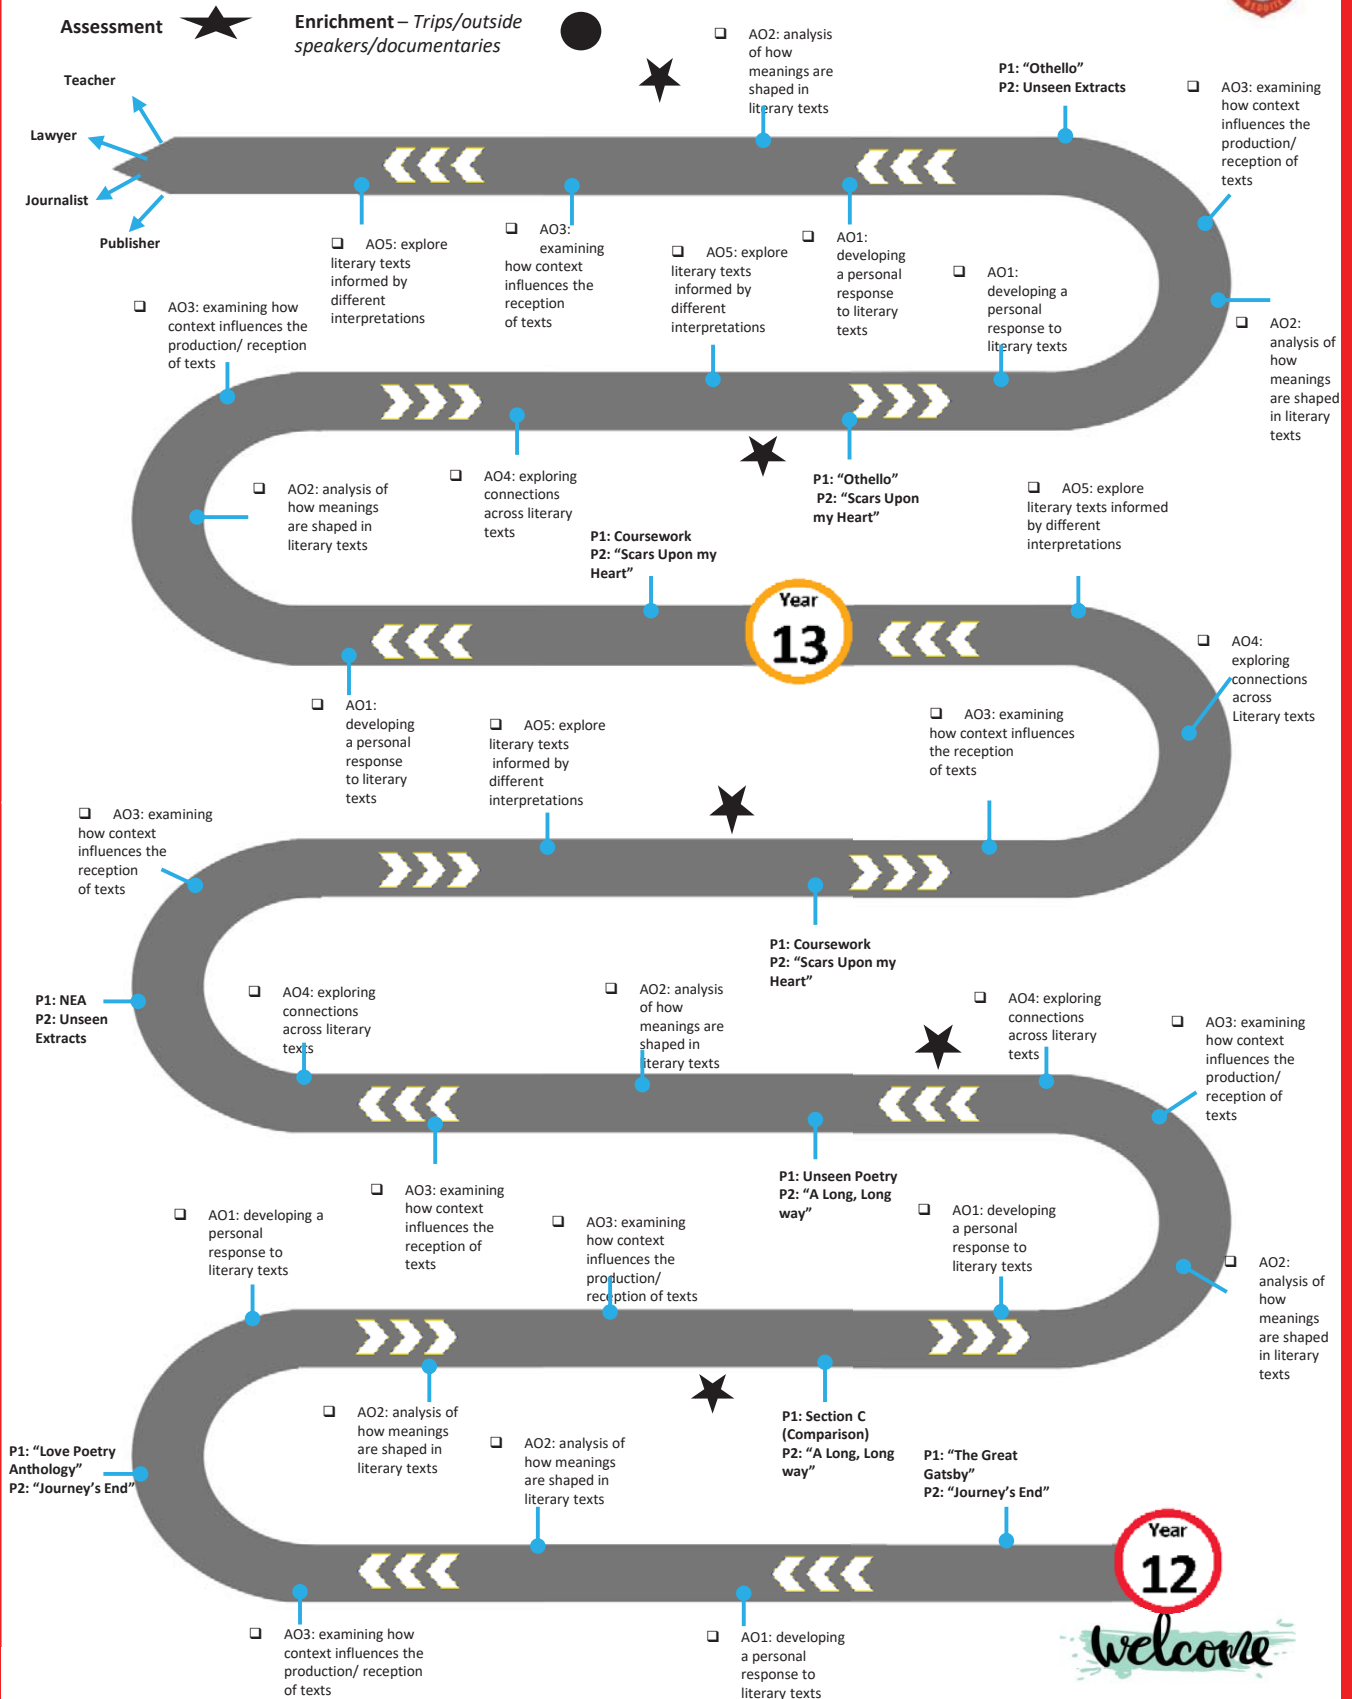 Assessment
Enrichment – Trips/outside
speakers/documentaries
Teacher
Lawyer
Journalist
Publisher
❑ AO2: analysis
of how
meanings are
shaped in
literary texts
P1: “Othello”
P2: Unseen Extracts
❑ AO3: examining
how context
influences the
production/
reception of
texts
❑ AO5: explore
literary texts
informed by
different
interpretations
❑ AO3:
examining
how context
influences the
reception
of texts
❑ AO5: explore
literary texts
informed by
different
interpretations
❑ AO1:
developing
a personal
response
to literary
texts
❑ AO1:
developing a
personal
response to
literary texts
❑ AO2:
analysis of
how
meanings
are shaped
in literary
texts
❑ AO3: examining how
context influences the
production/ reception
of texts
❑ AO2: analysis of
how meanings
are shaped in
literary texts
❑ AO4: exploring
connections
across literary
texts
P1: “Othello”
P2: “Scars Upon
my Heart”
❑ AO5: explore
literary texts informed
by different
interpretations
P1: Coursework
P2: “Scars Upon my
Heart”
Year
13
❑ AO4:
exploring
connections
across
Literary texts
❑ AO1:
developing
a personal
response
to literary
texts
❑ AO5: explore
literary texts
informed by
different
interpretations
❑ AO3: examining
how context influences
the reception
of texts
❑ AO3: examining
how context
influences the
reception
of texts
P1: Coursework
P2: “Scars Upon my
Heart”
P1: NEA
P2: Unseen
Extracts
❑ AO4: exploring
connections
across literary
texts
❑ AO2: analysis
of how
meanings are
shaped in
literary texts
❑ AO4: exploring
connections
across literary
texts
❑ AO3: examining
how context
influences the
production/
reception of
texts
❑ AO3: examining
how context
influences the
reception of
texts
P1: Unseen Poetry
P2: “A Long, Long
way”
❑ AO1: developing a
personal
response to
literary texts
❑ AO3: examining
how context
influences the
production/
reception of texts
❑ AO1: developing
a personal
response to
literary texts
❑ AO2:
analysis of
how
meanings
are shaped
in literary
texts
❑ AO2: analysis of
how meanings
are shaped in
literary texts
P1: Section C
(Comparison)
P2: “A Long, Long
way”
P1: “Love Poetry
Anthology”
P2: “Journey’s End”
❑ AO2: analysis of
how meanings
are shaped in
literary texts
P1: “The Great
Gatsby”
P2: “Journey’s End”
Year
12
welcome
❑ AO3: examining how
context influences the
production/ reception
of texts
❑ AO1: developing
a personal
response to
literary texts